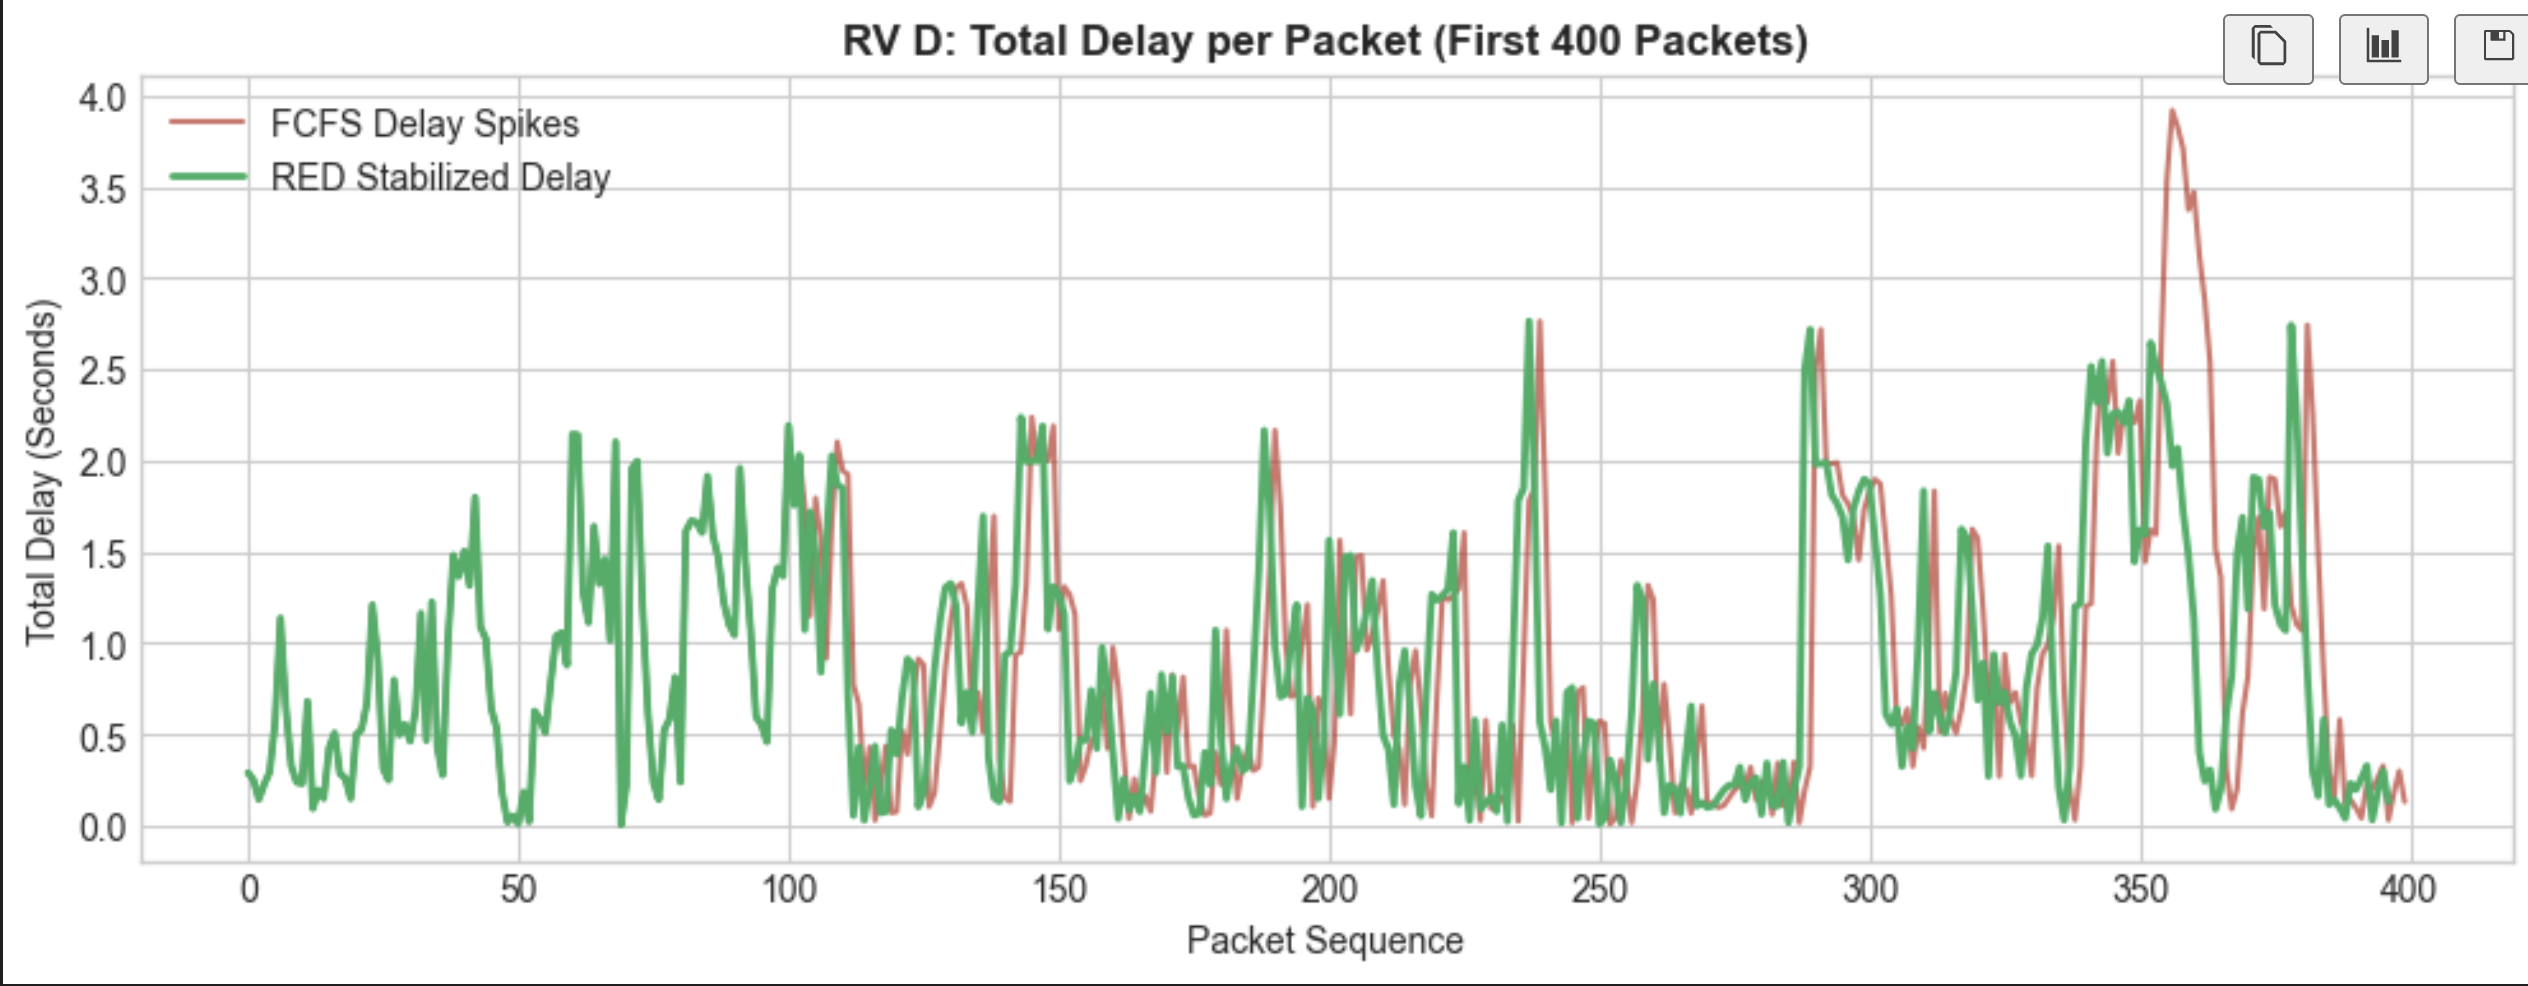 RV D: Total Delay per Packet (First 400 Packets)
FCFS Delay Spikes
RED Stabilized Delay
4.0
3.5
3.0
2.5
2.0
1.5
1.0
0.5
0.0
Total Delay (Seconds)
0 50 100 150 200 250 300 350 400
Packet Sequence